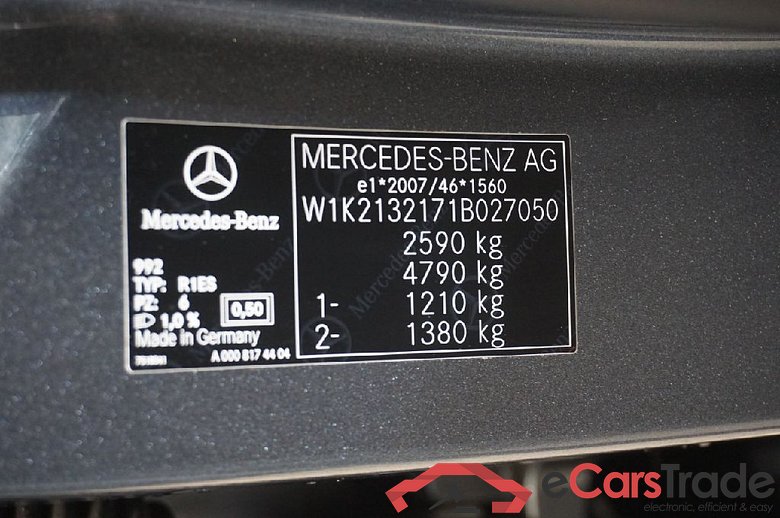 Mercedes-Benz
992
TYP: R1ES
PZ: 6
0,50
1,0 %
Made in Germany
A 000 817 44 04
MERCEDES-BENZ AG
e1*2007/46*1560
W1K2132171B027050
2590 kg
4790 kg
1- 1210 kg
2- 1380 kg
eCarsTrade
electronic, efficient & easy